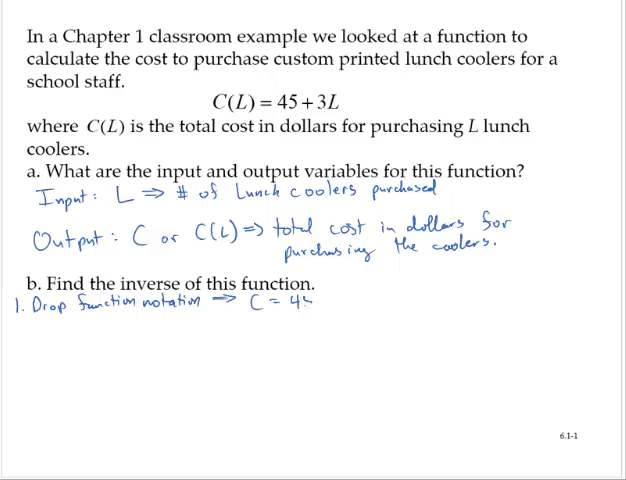 In a Chapter 1 classroom example we looked at a function to
calculate the cost to purchase custom printed lunch coolers for a
school staff.
C(L) = 45 + 3L
where C(L) is the total cost in dollars for purchasing L lunch
coolers.
a. What are the input and output variables for this function?
Input: L ⇒ # of Lunch coolers purchased
Output: C or C(L) ⇒ total cost in dollars for
purchasing the coolers.
b. Find the inverse of this function.
1. Drop function notation ⇒ C = 45
6.1-1